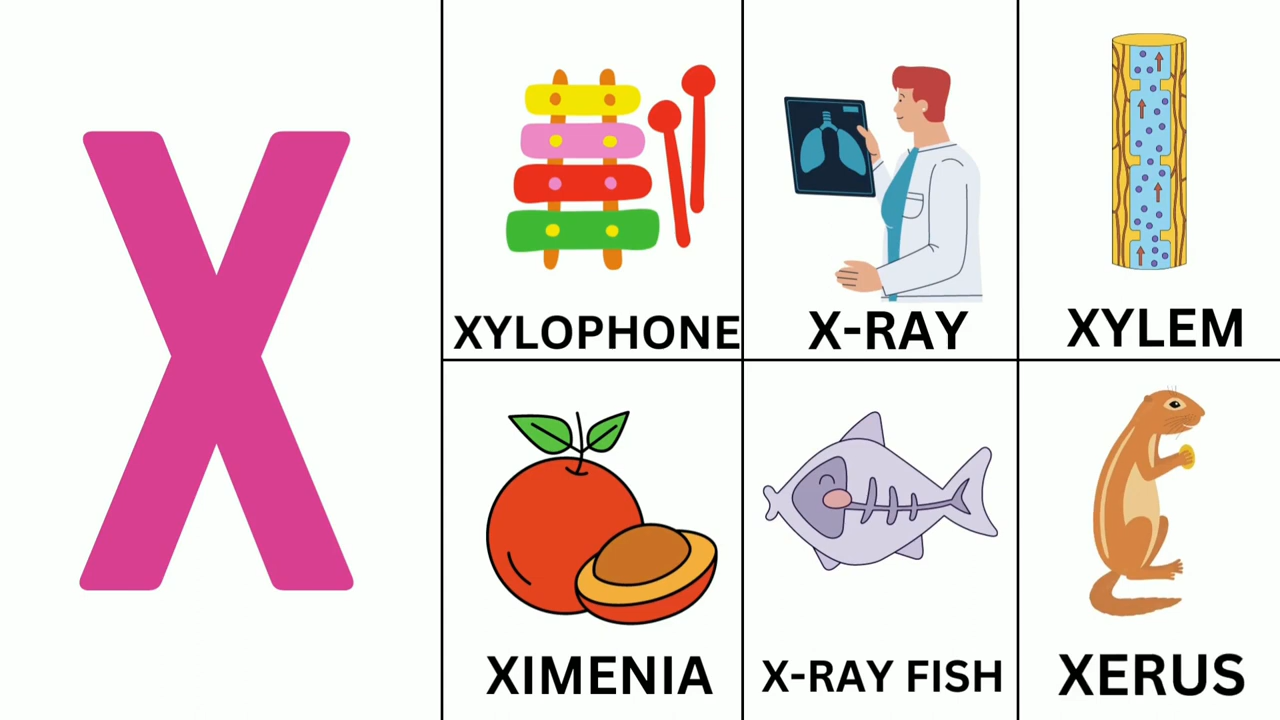 X
XYLOPHONE
X-RAY
XYLEM
XIMENIA
X-RAY FISH
XERUS